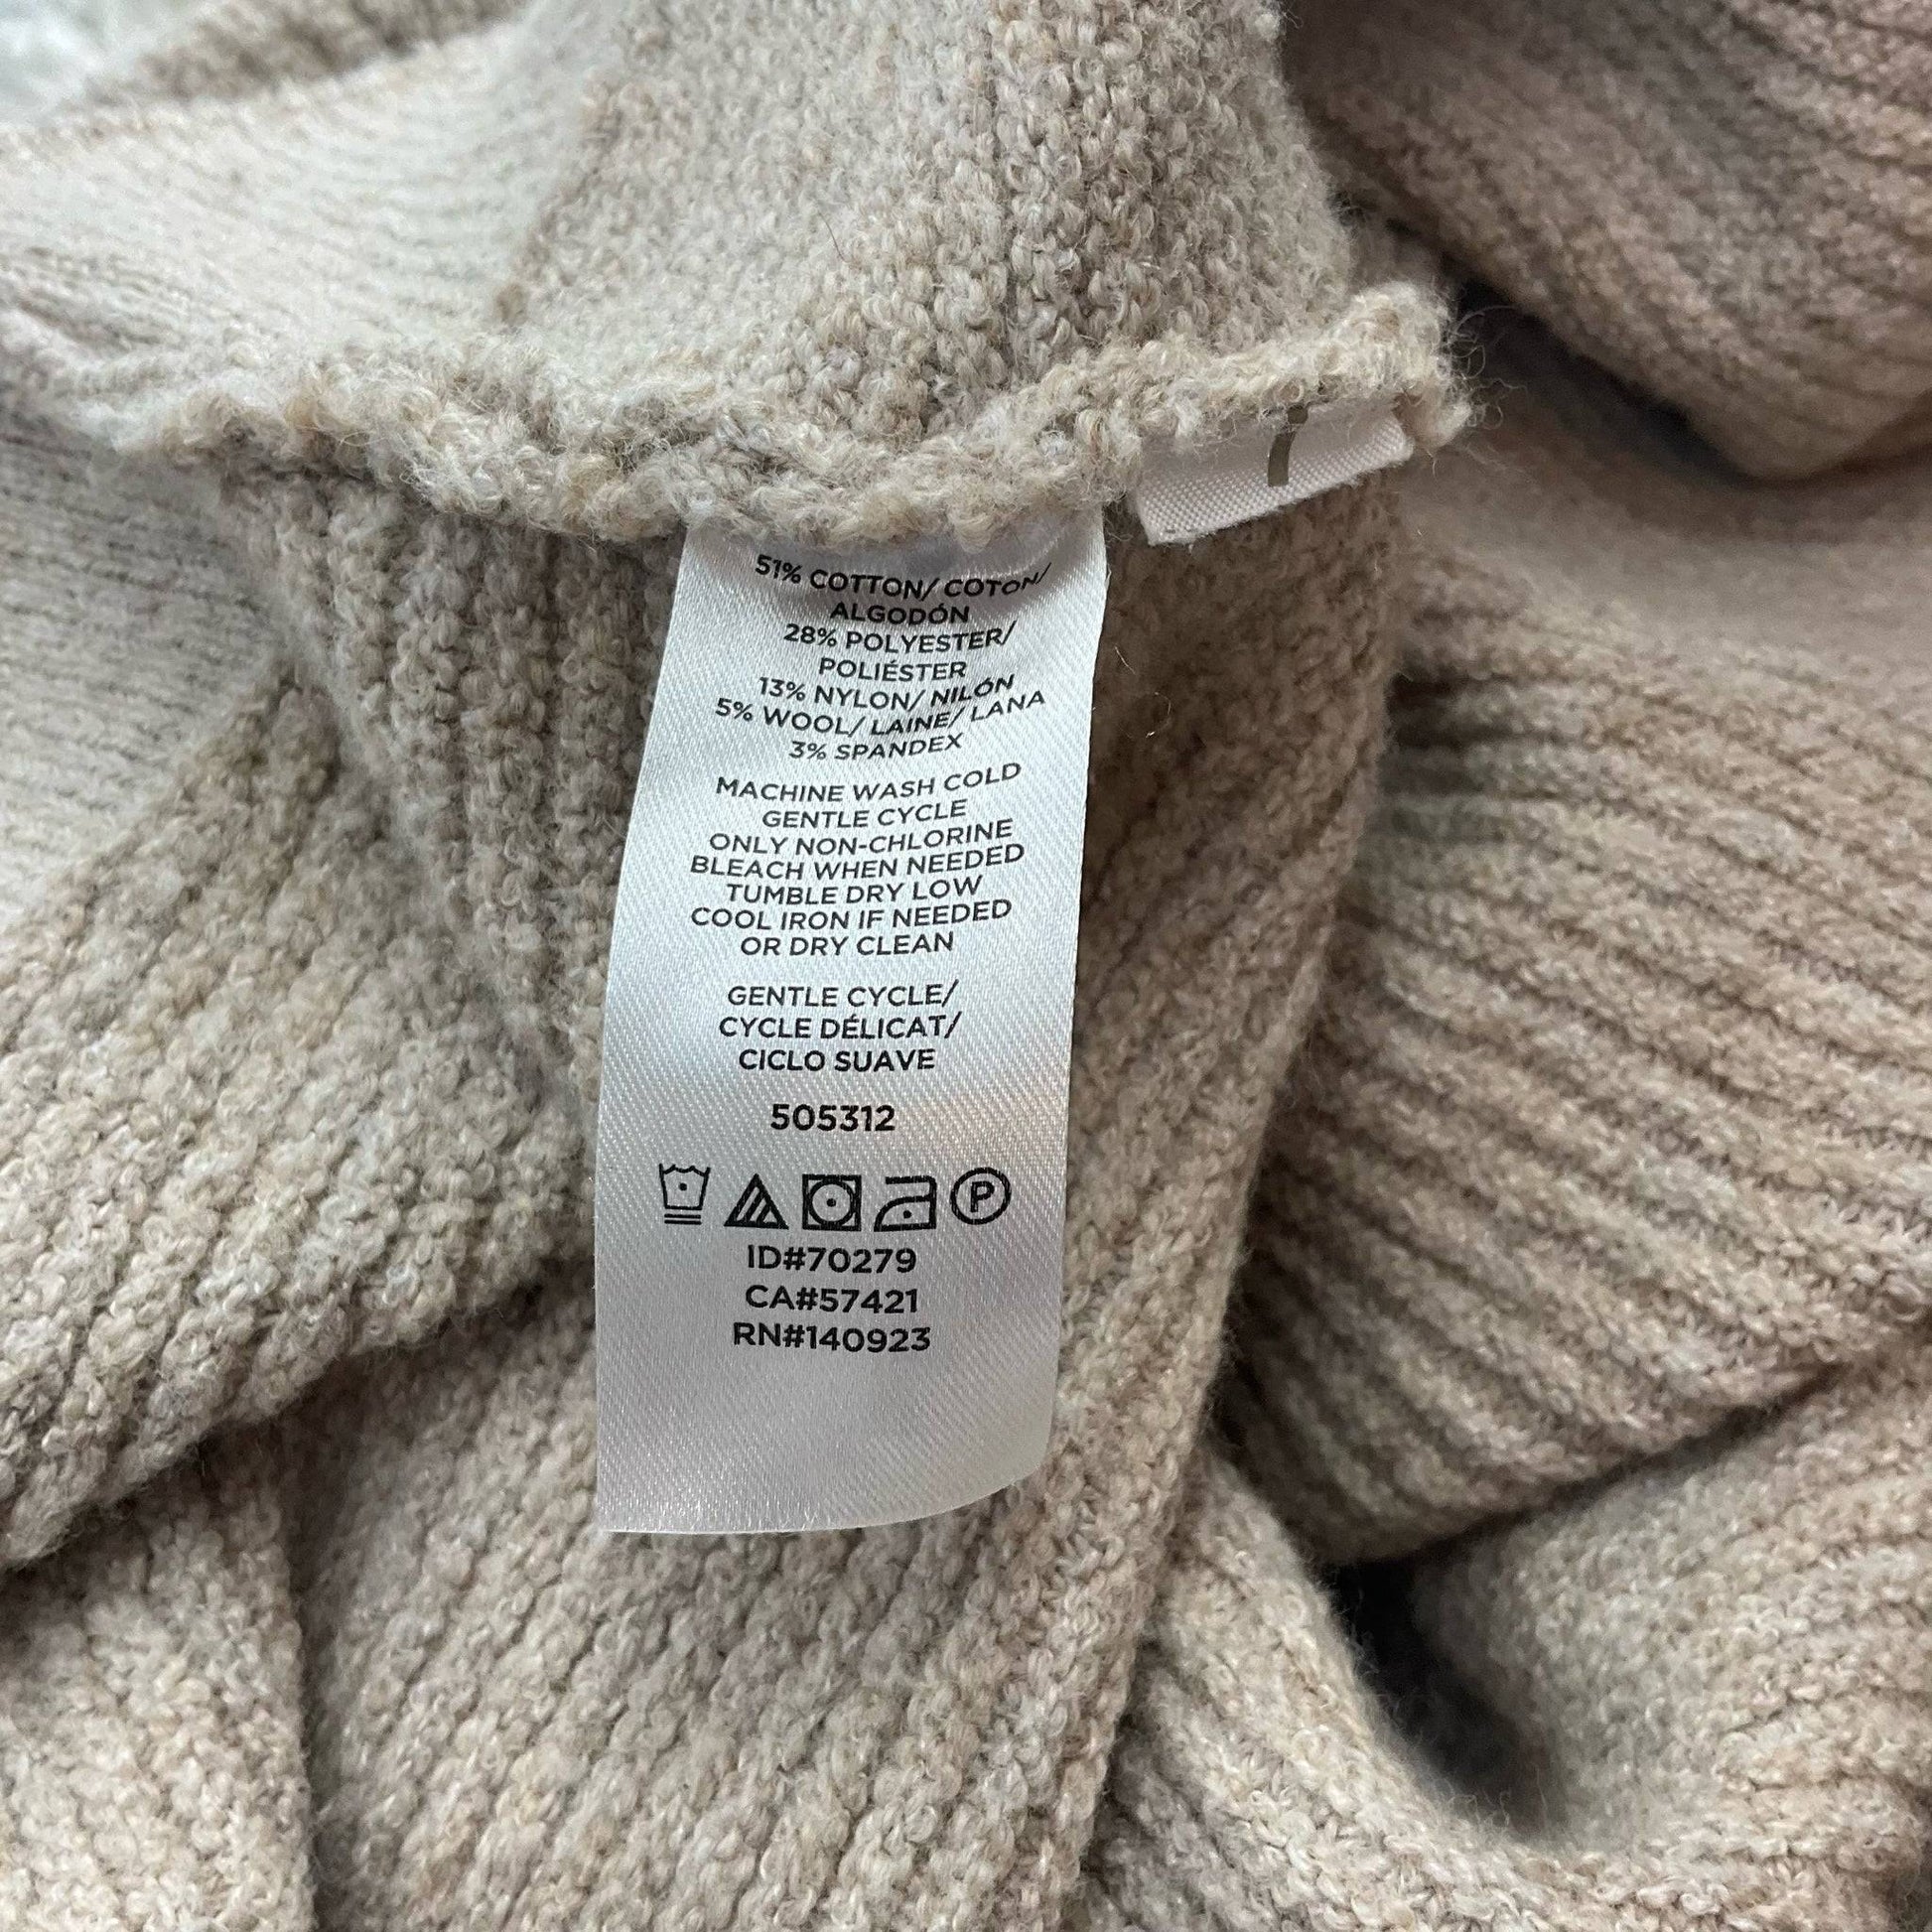 51% COTTON/ COTON/
ALGODÓN
28% POLYESTER/
POLIÉSTER
13% NYLON/ NILÓN
5% WOOL/ LAINE/ LANA
3% SPANDEX
MACHINE WASH COLD
GENTLE CYCLE
ONLY NON-CHLORINE
BLEACH WHEN NEEDED
TUMBLE DRY LOW
COOL IRON IF NEEDED
OR DRY CLEAN
GENTLE CYCLE/
CYCLE DÉLICAT/
CICLO SUAVE
505312
P
ID#70279
CA#57421
RN#140923